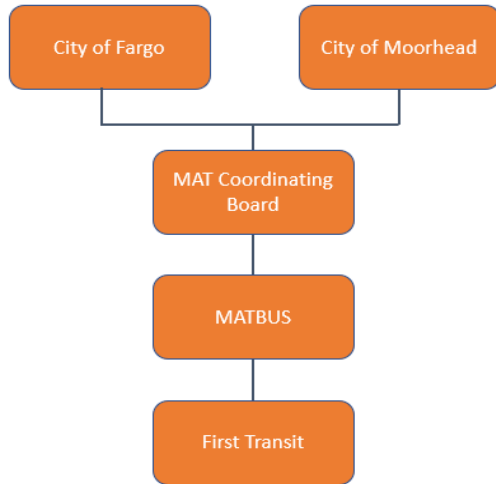 City of Fargo
City of Moorhead
MAT Coordinating
Board
MATBUS
First Transit